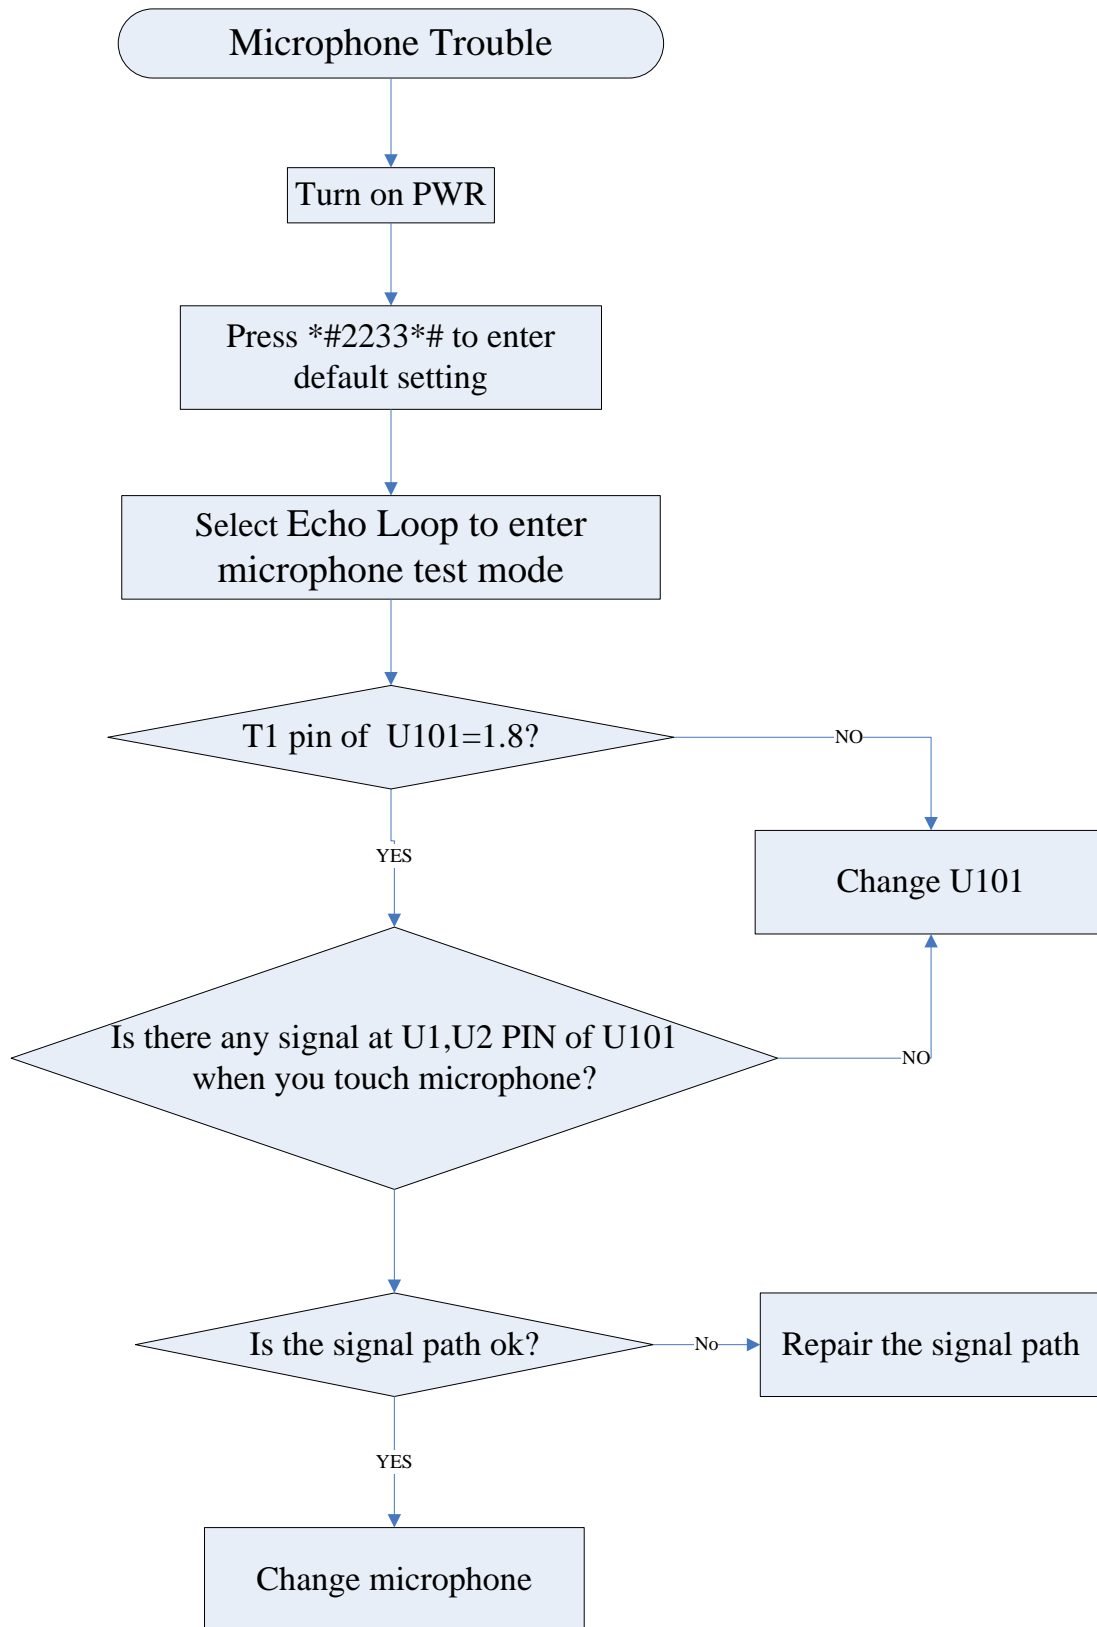 Microphone Trouble
Turn on PWR
Press *#2233*# to enter
default setting
Select Echo Loop to enter
microphone test mode
T1 pin of  U101=1.8?
NO
YES
Change U101
Is there any signal at U1,U2 PIN of U101
when you touch microphone?
NO
Is the signal path ok?
No
Repair the signal path
YES
Change microphone